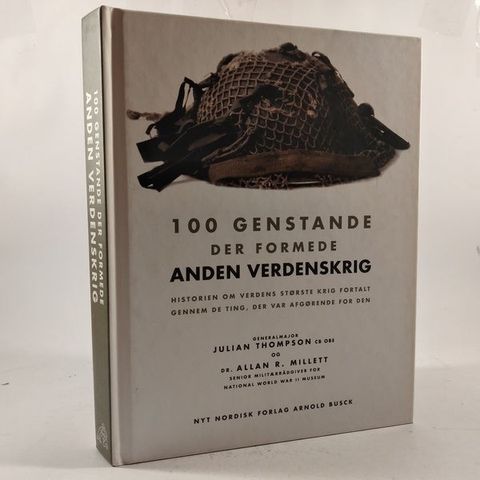 100 GENSTANDE DER FORMEDE
ANDEN VERDENSKRIG
100 GENSTANDE
DER FORMEDE
ANDEN VERDENSKRIG
HISTORIEN OM VERDENS STØRSTE KRIG FORTALT
GENNEM DE TING, DER VAR AFGØRENDE FOR DEN
GENERALMAJOR
JULIAN THOMPSON CB OBE
OG
DR. ALLAN R. MILLETT
SENIOR MILITÆRRÅDGIVER FOR
NATIONAL WORLD WAR II MUSEUM
NYT NORDISK FORLAG ARNOLD BUSCK